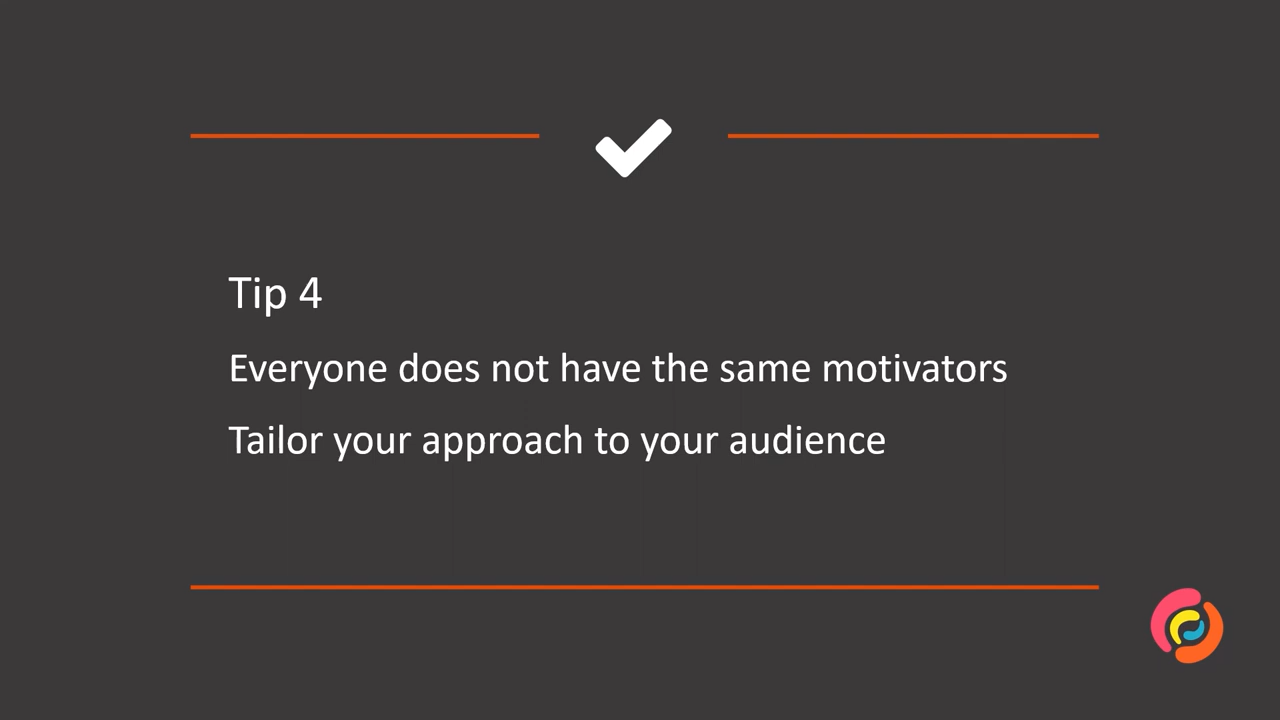 Tip 4
Everyone does not have the same motivators
Tailor your approach to your audience